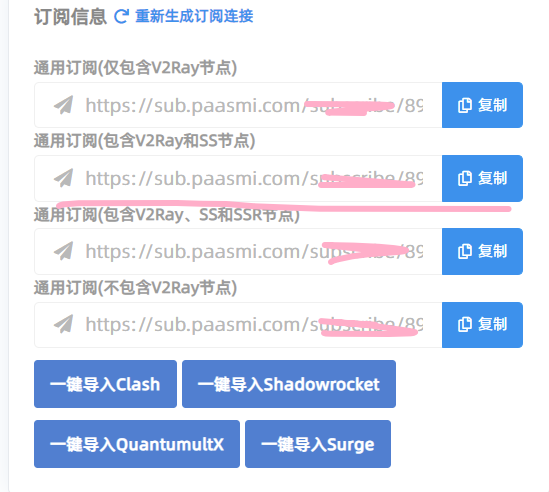 订阅信息 重新生成订阅连接
通用订阅(仅包含V2Ray节点)
https://sub.paasmi.com/subscribe/89 复制
通用订阅(包含V2Ray和SS节点)
https://sub.paasmi.com/subscribe/89 复制
通用订阅(包含V2Ray、SS和SSR节点)
https://sub.paasmi.com/subscribe/89 复制
通用订阅(不包含V2Ray节点)
https://sub.paasmi.com/subscribe/89 复制
一键导入Clash 一键导入Shadowrocket
一键导入QuantumultX 一键导入Surge